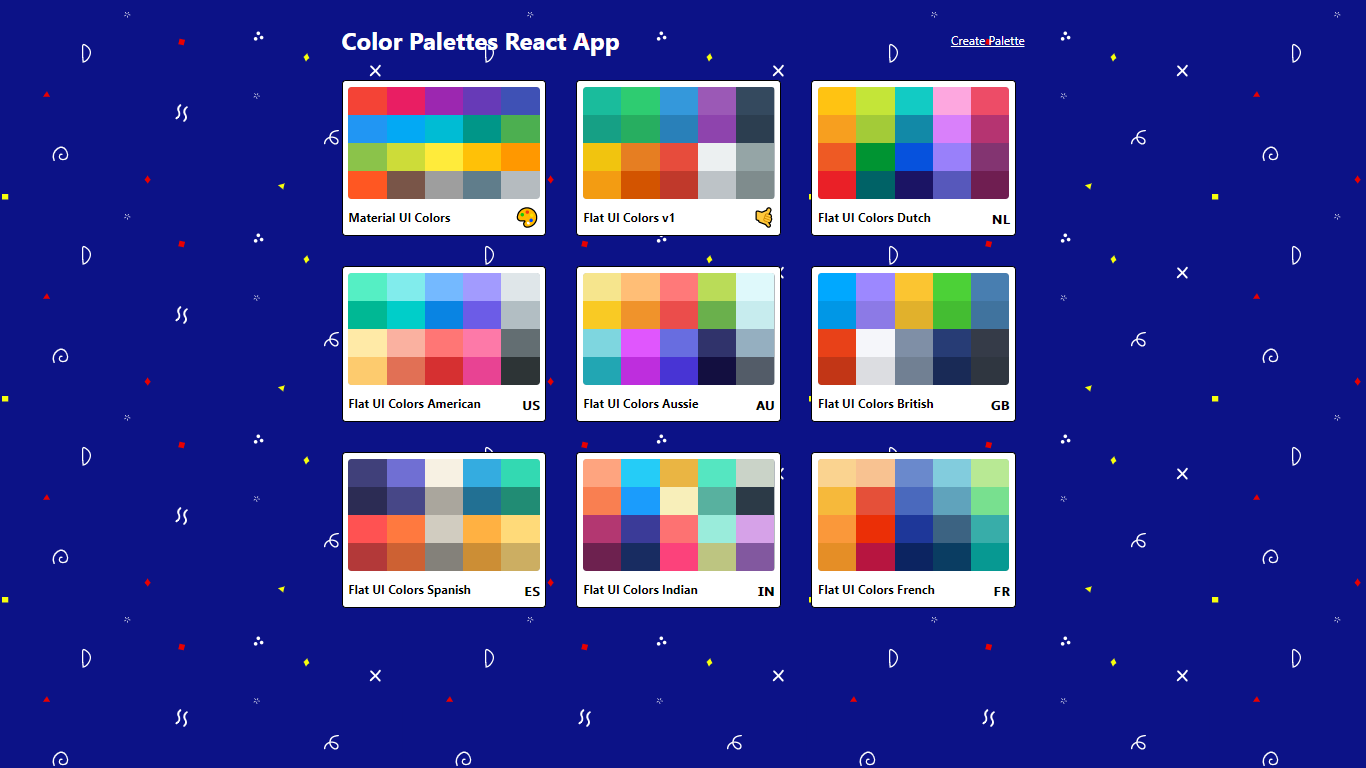 Color Palettes React App
Create Palette
Material UI Colors
Flat UI Colors v1
Flat UI Colors Dutch NL
Flat UI Colors American US
Flat UI Colors Aussie AU
Flat UI Colors British GB
Flat UI Colors Spanish ES
Flat UI Colors Indian IN
Flat UI Colors French FR